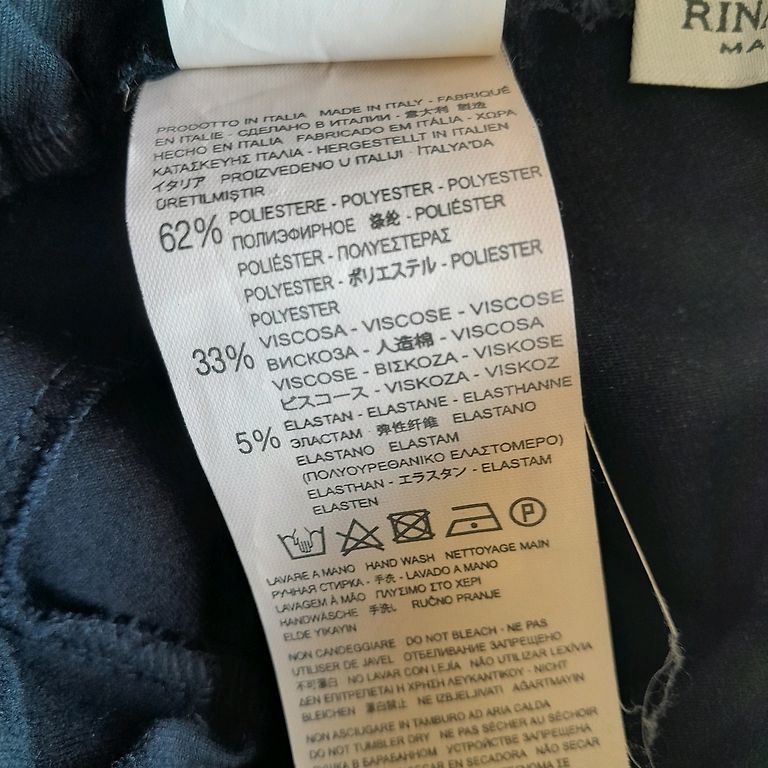 RINA
MA
PRODOTTO IN ITALIA MADE IN ITALY - FABRIQUÉ
EN ITALIE - СДЕЛАНО В ИТАЛИИ - 意大利 制造
HECHO EN ITALIA FABRICADO EM ITÁLIA - ΧΩΡΑ
ΚΑΤΑΣΚΕΥΗΣ ΙΤΑΛΙΑ - HERGESTELLT IN ITALIEN
イタリア PROIZVEDENO U ITALIJI - İTALYA'DA
ÜRETILMIŞTIR
62% POLIESTERE - POLYESTER - POLYESTER
ПОЛИЭФИРНОЕ 涤纶 - POLIÉSTER
POLIÉSTER - ΠΟΛΥΕΣΤΕΡΑΣ
POLYESTER - ポリエステル - POLIESTER
POLYESTER
33% VISCOSA - VISCOSE - VISCOSE
ВИСКОЗА - 人造棉 - VISCOSA
VISCOSE - ΒΙΣΚΟΖΑ - VISKOSE
ビスコース - VISKOZA - VISKOZ
5% ELASTAN - ELASTANE - ELASTHANNE
ЭЛАСТАМ 弹性纤维 ELASTANO
ELASTANO ELASTAM
(ΠΟΛΥΟΥΡΕΘΑΝΙΚΟ ΕΛΑΣΤΟΜΕΡΟ)
ELASTHAN - エラスタン - ELASTAM
ELASTEN
P
LAVARE A MANO HAND WASH NETTOYAGE MAIN
РУЧНАЯ СТИРКА - 手洗 - LAVADO A MANO
LAVAGEM À MÃO ΠΛΥΣΙΜΟ ΣΤΟ ΧΕΡΙ
HANDWÄSCHE 手洗い RUČNO PRANJE
ELDE YIKAYIN
NON CANDEGGIARE DO NOT BLEACH - NE PAS
UTILISER DE JAVEL ОТБЕЛИВАНИЕ ЗАПРЕЩЕНО
不可漂白 NO LAVAR CON LEJÍA NÃO UTILIZAR LEXÍVIA
ΔΕΝ ΕΠΙΤΡΕΠΕΤΑΙ Η ΧΡΗΣΗ ΛΕΥΚΑΝΤΙΚΟΥ - NICHT
BLEICHEN 漂白禁止 NE IZBJELJIVATI AĞARTMAYIN
NON ASCIUGARE IN TAMBURO AD ARIA CALDA
DO NOT TUMBLER DRY NE PAS SÉCHER AU SÉCHOIR
В БАРАБАННОМ УСТРОЙСТВЕ ЗАПРЕЩЕНА
SECAR EN SECADORA NÃO SECAR